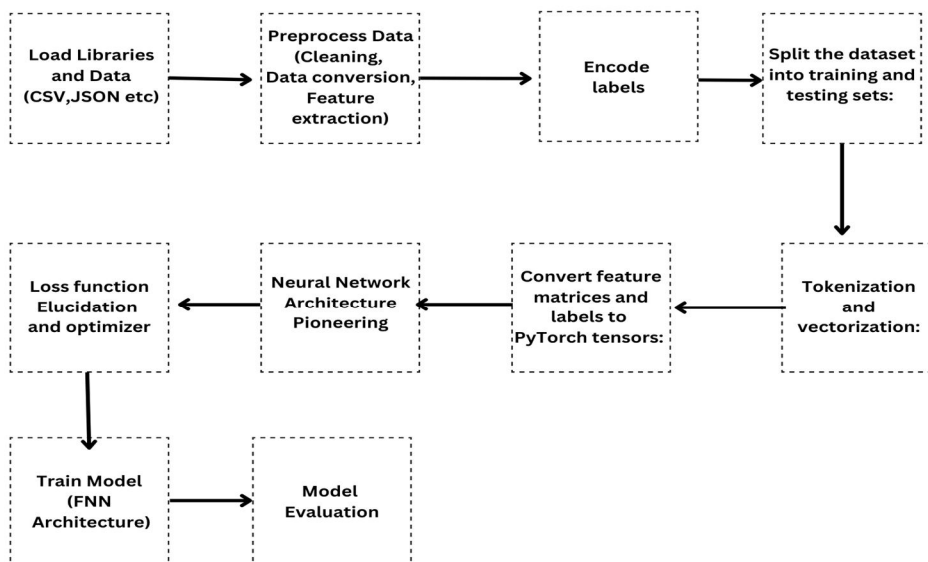 Load Libraries
and Data
(CSV,JSON etc)
Preprocess Data
(Cleaning,
Data conversion,
Feature
extraction)
Encode
labels
Split the dataset
into training and
testing sets:
Tokenization
and
vectorization:
Convert feature
matrices and
labels to
PyTorch tensors:
Neural Network
Architecture
Pioneering
Loss function
Elucidation
and optimizer
Train Model
(FNN
Architecture)
Model
Evaluation